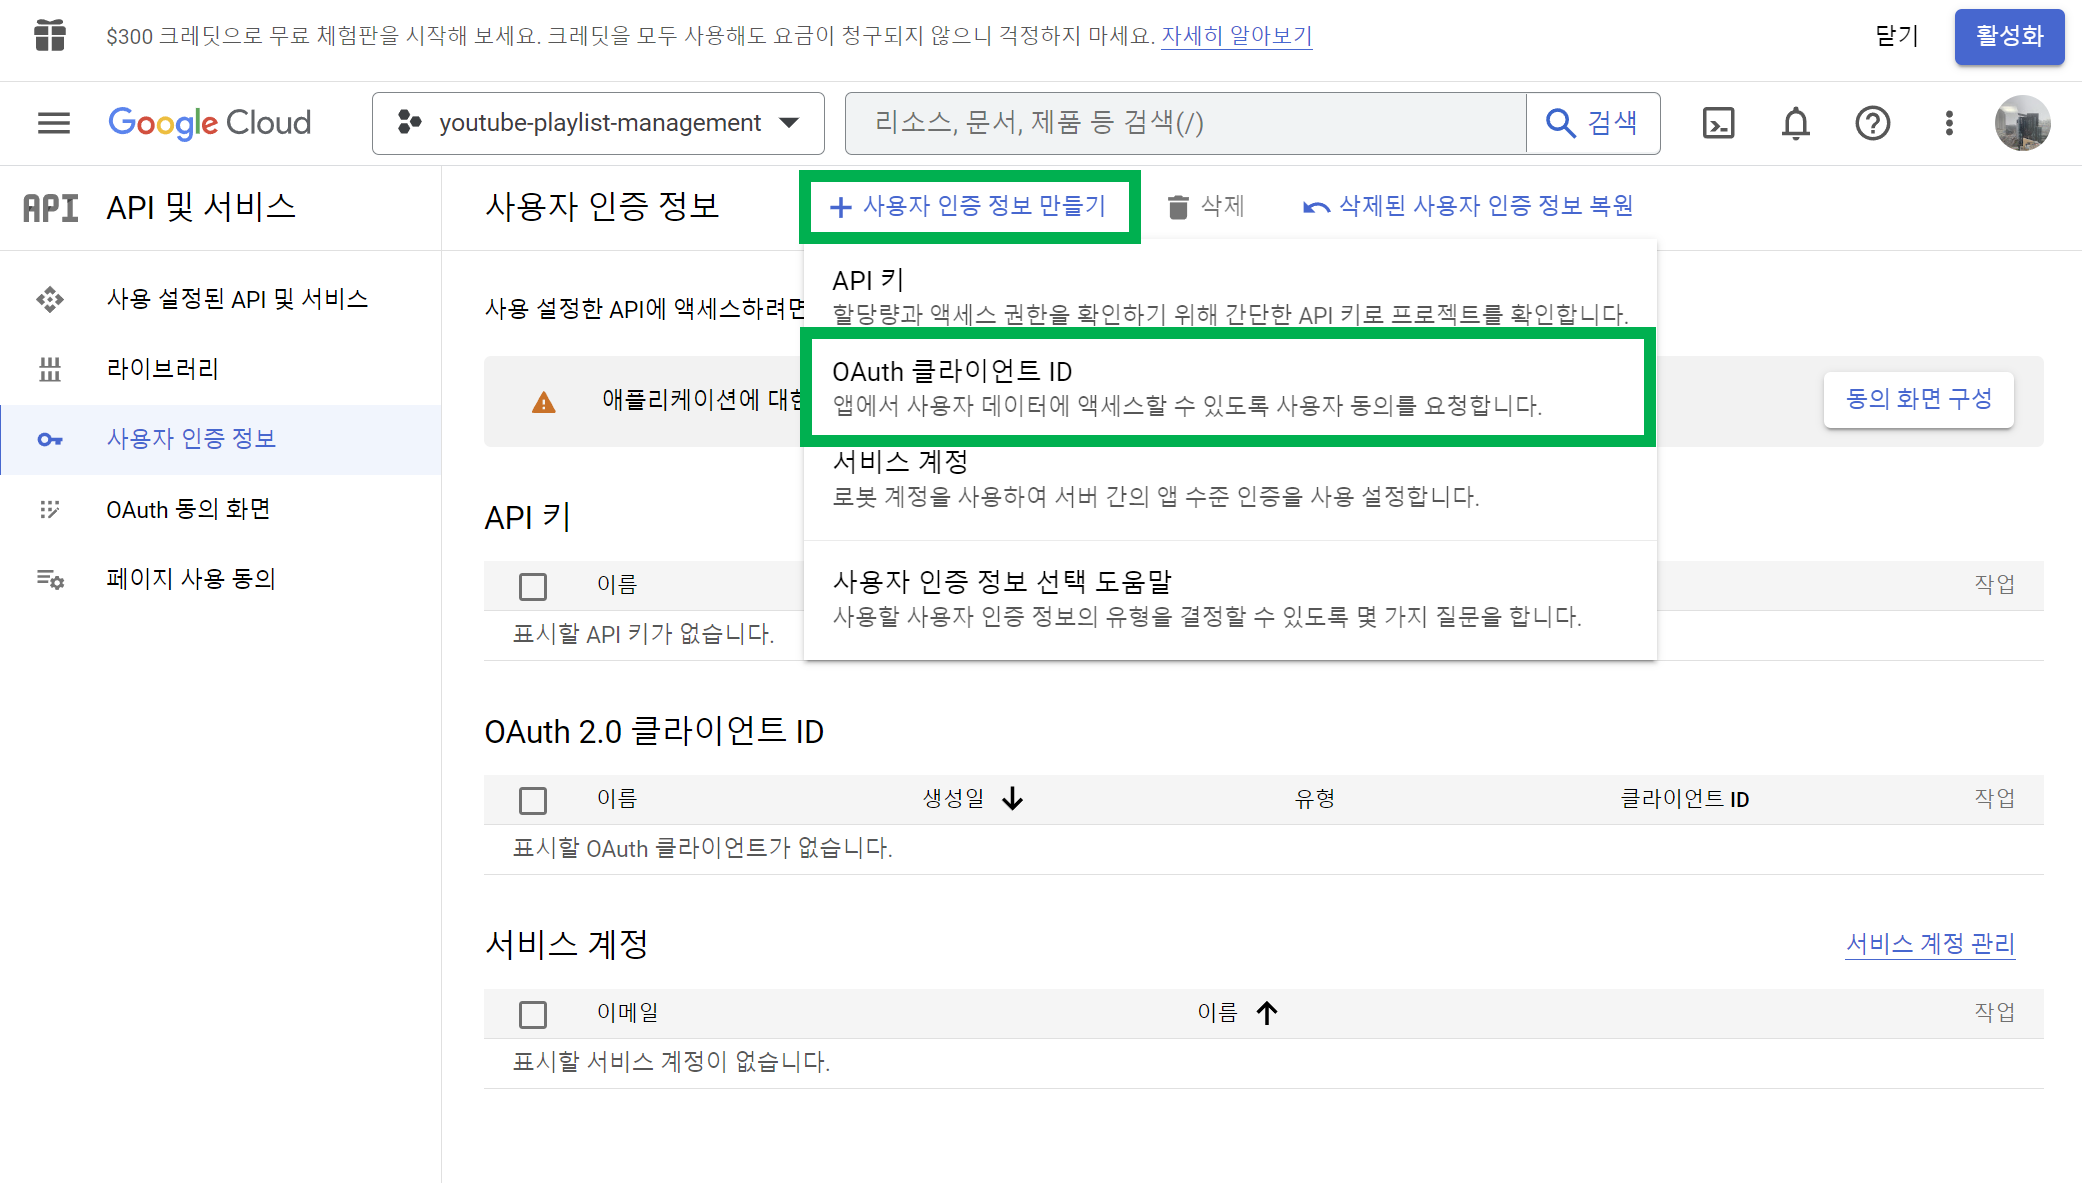 $300 크레딧으로 무료 체험판을 시작해 보세요. 크레딧을 모두 사용해도 요금이 청구되지 않으니 걱정하지 마세요. 자세히 알아보기
닫기
활성화
Google Cloud
youtube-playlist-management
리소스, 문서, 제품 등 검색(/)
검색
API
API 및 서비스
사용 설정된 API 및 서비스
라이브러리
사용자 인증 정보
OAuth 동의 화면
페이지 사용 동의
사용자 인증 정보
+ 사용자 인증 정보 만들기
삭제
삭제된 사용자 인증 정보 복원
사용 설정한 API에 액세스하려면
애플리케이션에 대한
동의 화면 구성
API 키
할당량과 액세스 권한을 확인하기 위해 간단한 API 키로 프로젝트를 확인합니다.
OAuth 클라이언트 ID
앱에서 사용자 데이터에 액세스할 수 있도록 사용자 동의를 요청합니다.
서비스 계정
로봇 계정을 사용하여 서버 간의 앱 수준 인증을 사용 설정합니다.
사용자 인증 정보 선택 도움말
사용할 사용자 인증 정보의 유형을 결정할 수 있도록 몇 가지 질문을 합니다.
API 키
이름
작업
표시할 API 키가 없습니다.
OAuth 2.0 클라이언트 ID
이름
생성일
유형
클라이언트 ID
작업
표시할 OAuth 클라이언트가 없습니다.
서비스 계정
서비스 계정 관리
이메일
이름
작업
표시할 서비스 계정이 없습니다.